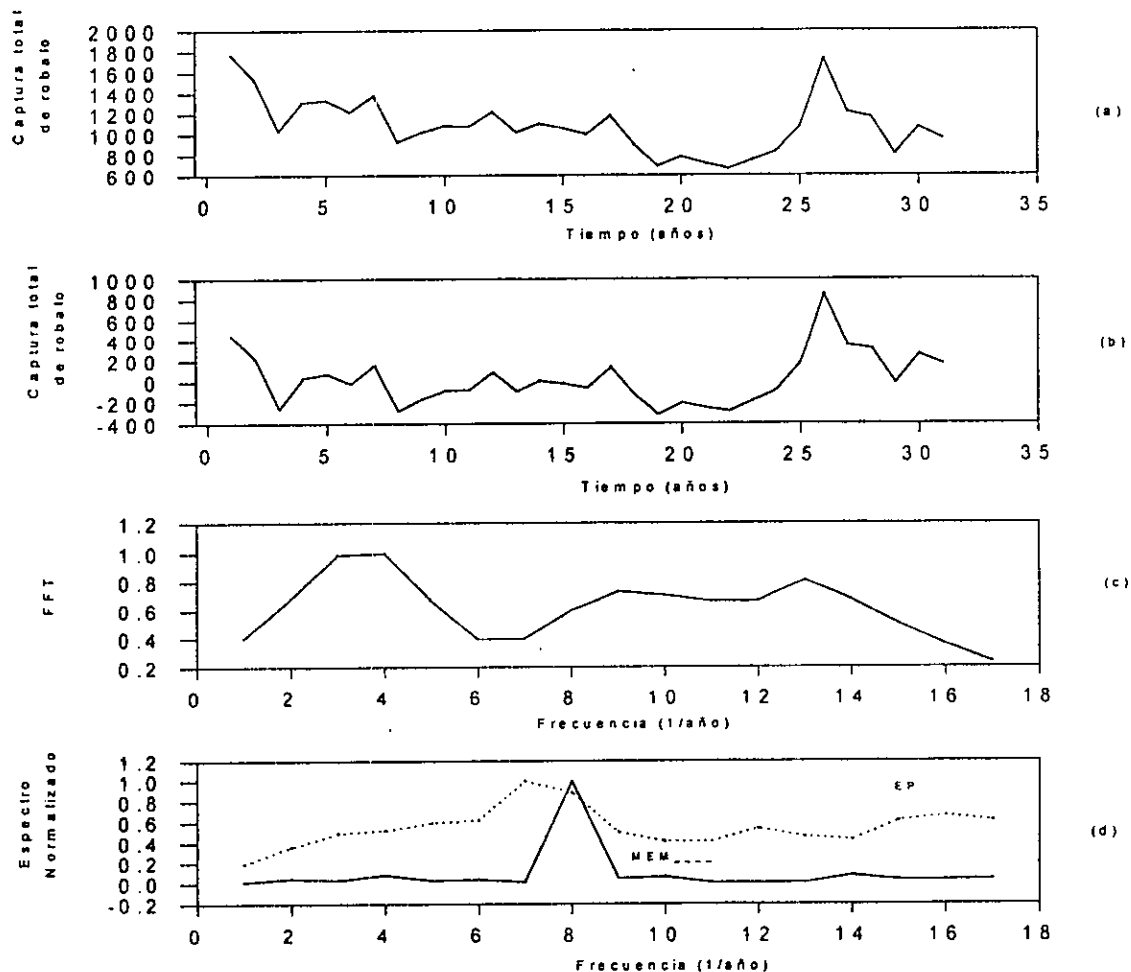 Captura total
de robalo
2000
1800
1600
1400
1200
1000
800
600
0 5 10 15 20 25 30 35
Tiempo (años)
(a)
Captura total
de robalo
1000
800
600
400
200
0
-200
-400
0 5 10 15 20 25 30 35
Tiempo (años)
(b)
FFT
1.2
1.0
0.8
0.6
0.4
0.2
0 2 4 6 8 10 12 14 16 18
Frecuencia (1/año)
(c)
Espectro
Normalizado
1.2
1.0
0.8
0.6
0.4
0.2
0.0
-0.2
EP
MEM____
0 2 4 6 8 10 12 14 16 18
Frecuencia (1/año)
(d)